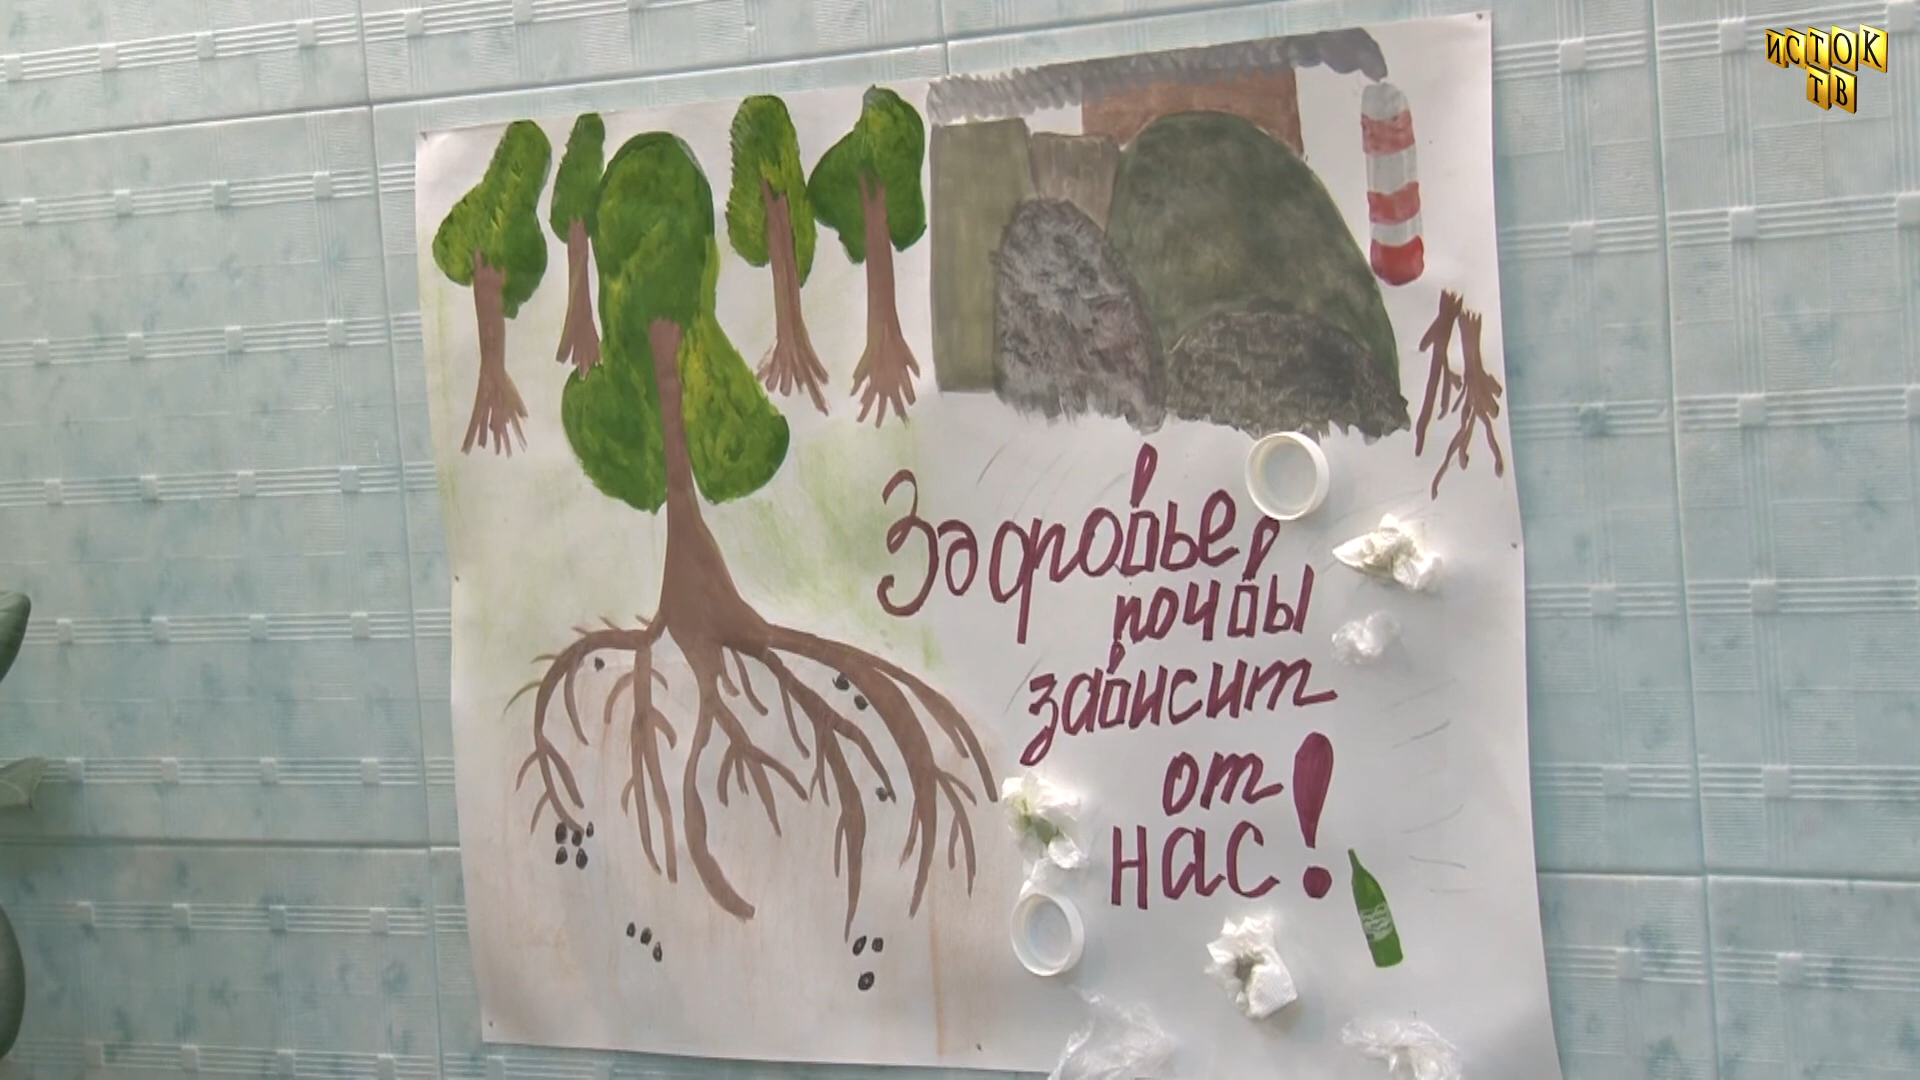 ИСТОК
ТВ
Здоровье
почвы
зависит
от
нас!